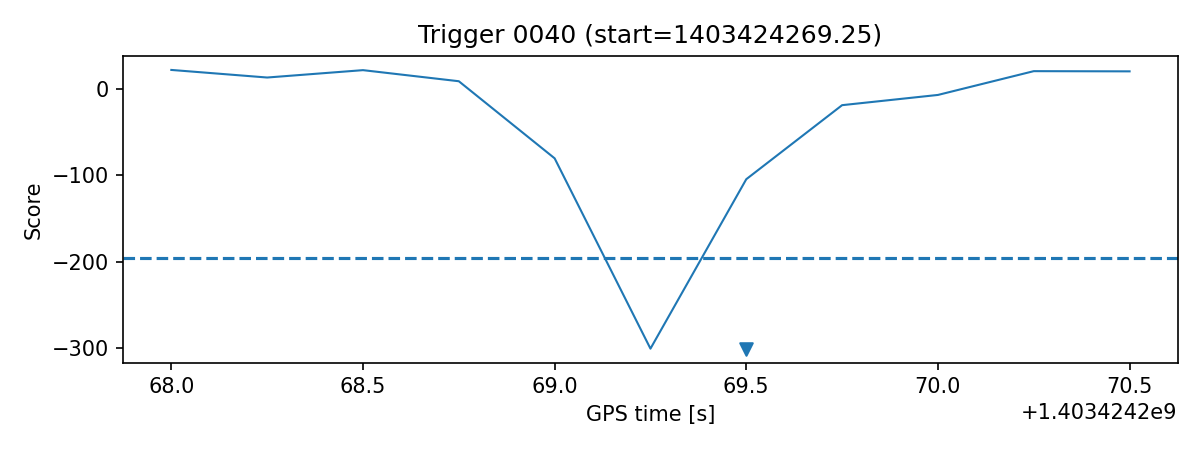 Trigger 0040 (start=1403424269.25)
Score
0
−100
−200
−300
68.0 68.5 69.0 69.5 70.0 70.5
GPS time [s]
+1.4034242e9